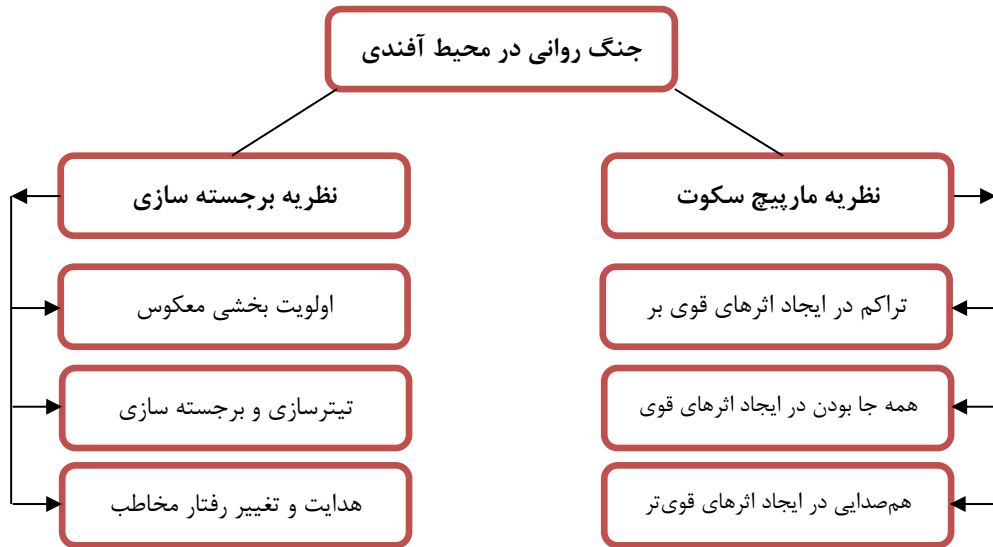 جنگ روانی در محیط آفندی
نظریه مارپیچ سکوت
نظریه برجسته سازی
تراکم در ایجاد اثرهای قوی بر
اولویت بخشی معکوس
همه جا بودن در ایجاد اثرهای قوی
تیترسازی و برجسته سازی
هم‌صدایی در ایجاد اثرهای قوی‌تر
هدایت و تغییر رفتار مخاطب